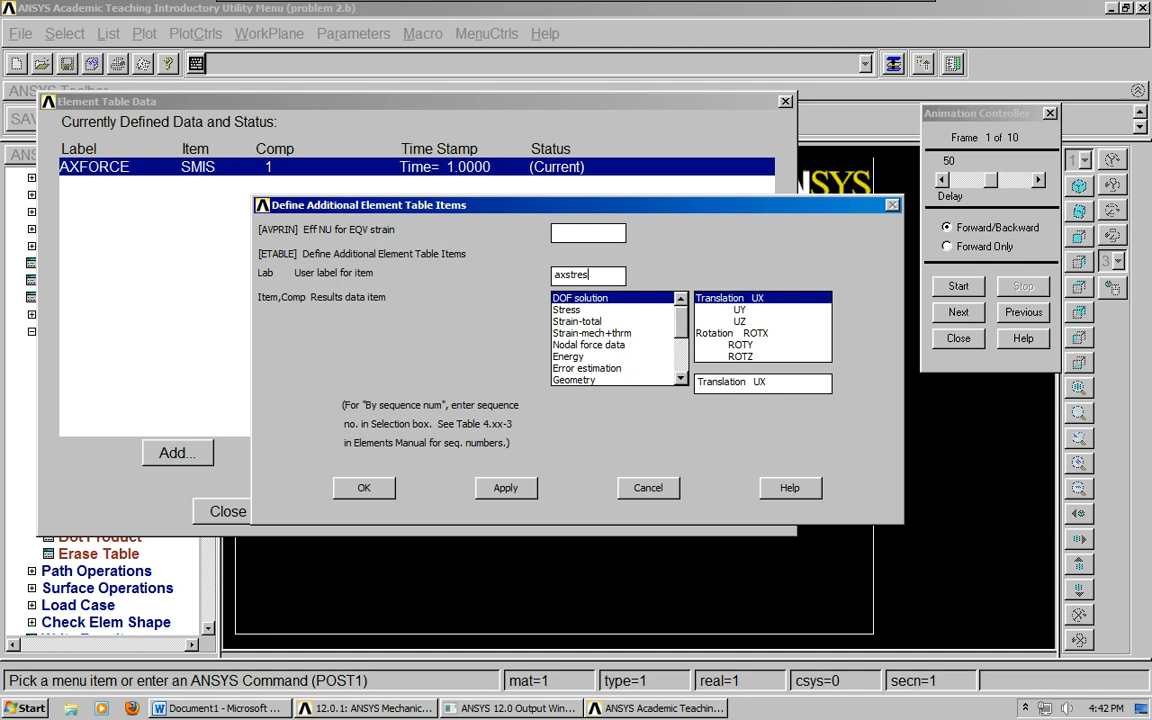 ANSYS Academic Teaching Introductory Utility Menu (problem 2.b)
File Select List Plot PlotCtrls WorkPlane Parameters Macro MenuCtrls Help
ANSYS Toolbar
SAV
ANS
Element Table Data
Currently Defined Data and Status:
Label Item Comp Time Stamp Status
AXFORCE SMIS 1 Time= 1.0000 (Current)
NSYS
Define Additional Element Table Items
[AVPRIN] Eff NU for EQV strain
[ETABLE] Define Additional Element Table Items
Lab User label for item axstres
Item,Comp Results data item
DOF solution
Stress
Strain-total
Strain-mech+thrm
Nodal force data
Energy
Error estimation
Geometry
Translation UX
UY
UZ
Rotation ROTX
ROTY
ROTZ
Translation UX
(For "By sequence num", enter sequence
no. in Selection box. See Table 4.xx-3
in Elements Manual for seq. numbers.)
OK Apply Cancel Help
Add...
Close
Animation Controller
Frame 1 of 10
50
Delay
Forward/Backward
Forward Only
Start Stop
Next Previous
Close Help
1
3
Dot Product
Erase Table
Path Operations
Surface Operations
Load Case
Check Elem Shape
Pick a menu item or enter an ANSYS Command (POST1) mat=1 type=1 real=1 csys=0 secn=1
Start Document1 - Microsoft ... 12.0.1: ANSYS Mechanic... ANSYS 12.0 Output Win... ANSYS Academic Teachin... 4:42 PM